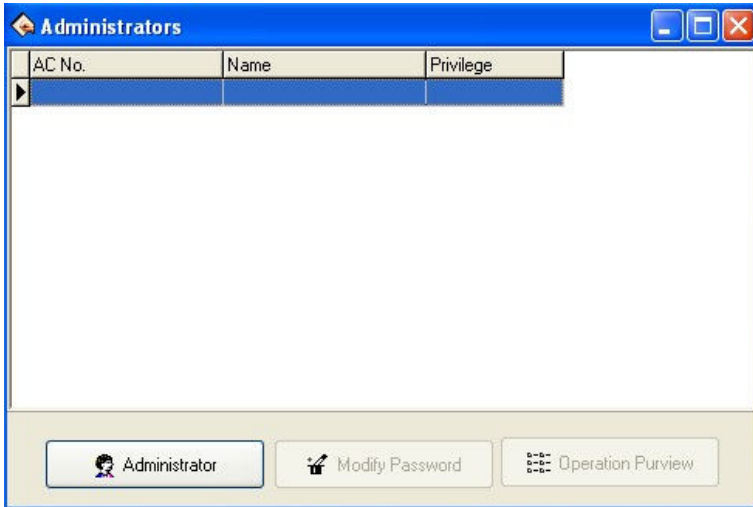 Administrators
AC No. Name Privilege
Administrator Modify Password Operation Purview